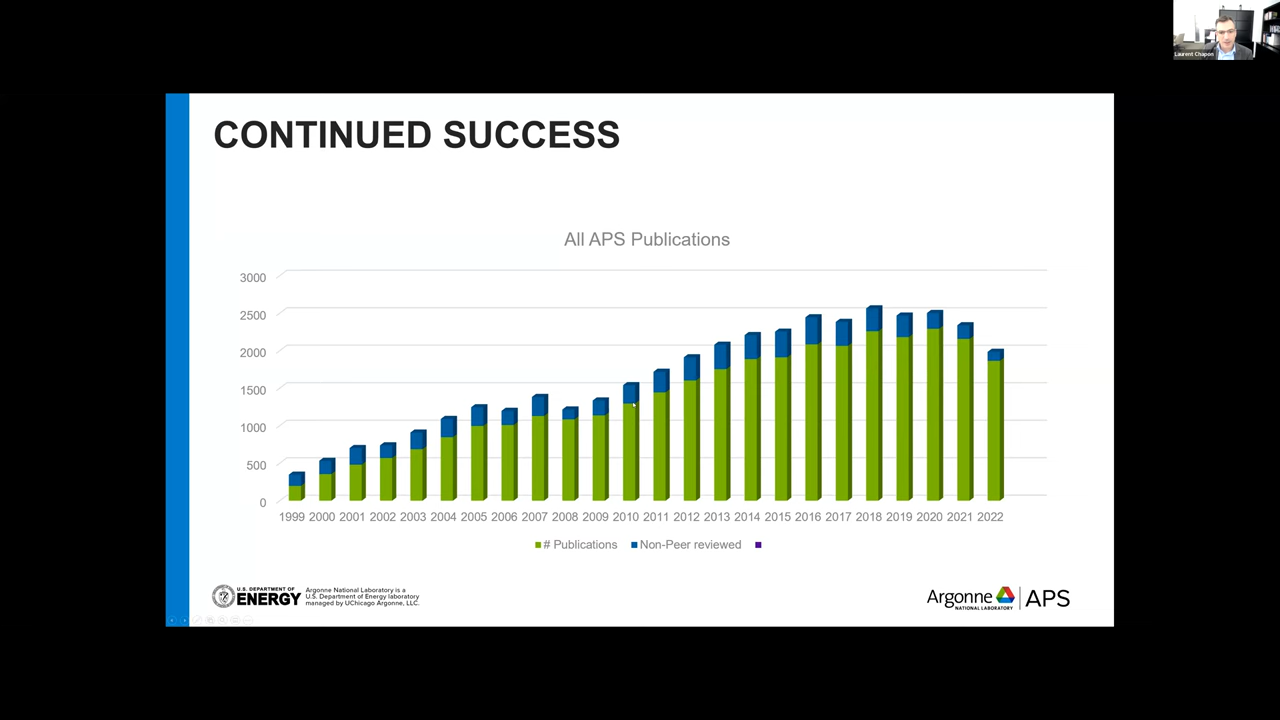 Laurent Chapon
CONTINUED SUCCESS
All APS Publications
3000
2500
2000
1500
1000
500
0
1999 2000 2001 2002 2003 2004 2005 2006 2007 2008 2009 2010 2011 2012 2013 2014 2015 2016 2017 2018 2019 2020 2021 2022
# Publications Non-Peer reviewed
U.S. DEPARTMENT OF
ENERGY
Argonne National Laboratory is a
U.S. Department of Energy laboratory
managed by UChicago Argonne, LLC.
Argonne
NATIONAL LABORATORY
APS